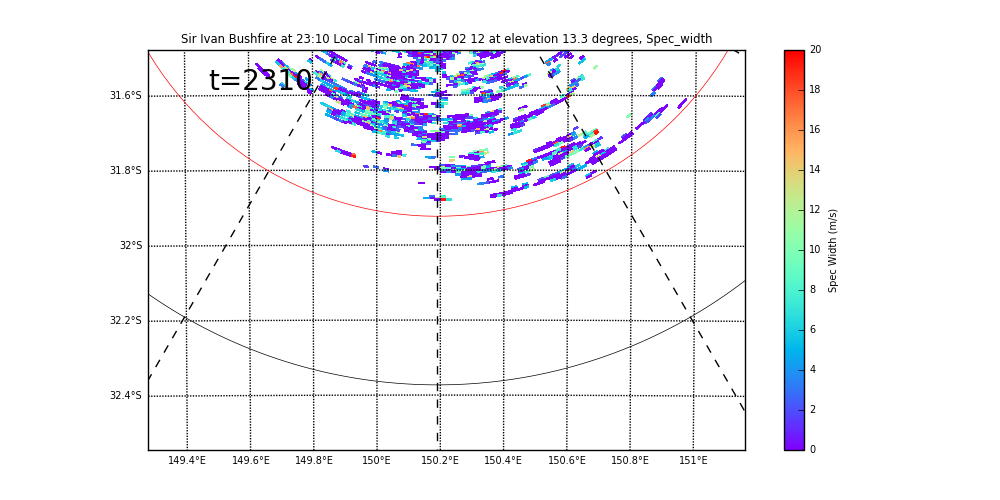 Sir Ivan Bushfire at 23:10 Local Time on 2017 02 12 at elevation 13.3 degrees, Spec_width
t=2310
31.6°S
31.8°S
32°S
32.2°S
32.4°S
149.4°E 149.6°E 149.8°E 150°E 150.2°E 150.4°E 150.6°E 150.8°E 151°E
20
18
16
14
12
10
8
6
4
2
0
Spec Width (m/s)